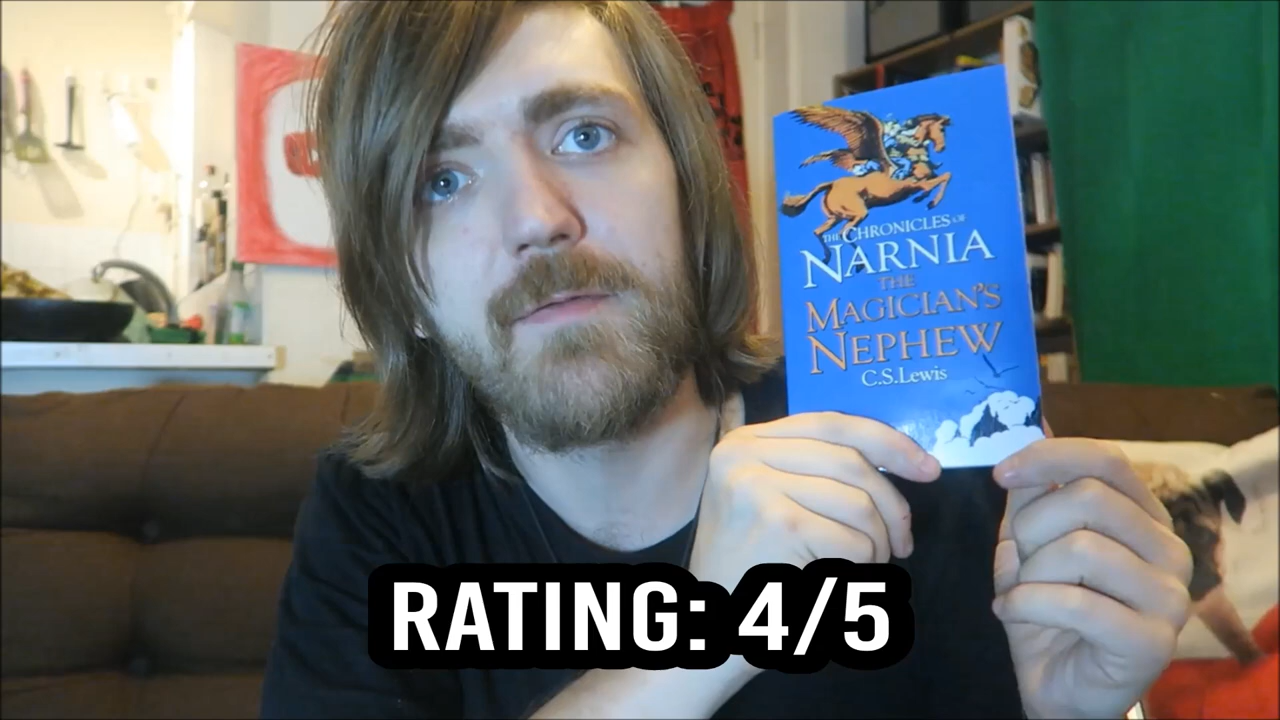 THE CHRONICLES OF
NARNIA
THE
MAGICIAN'S
NEPHEW
C.S.Lewis
RATING: 4/5